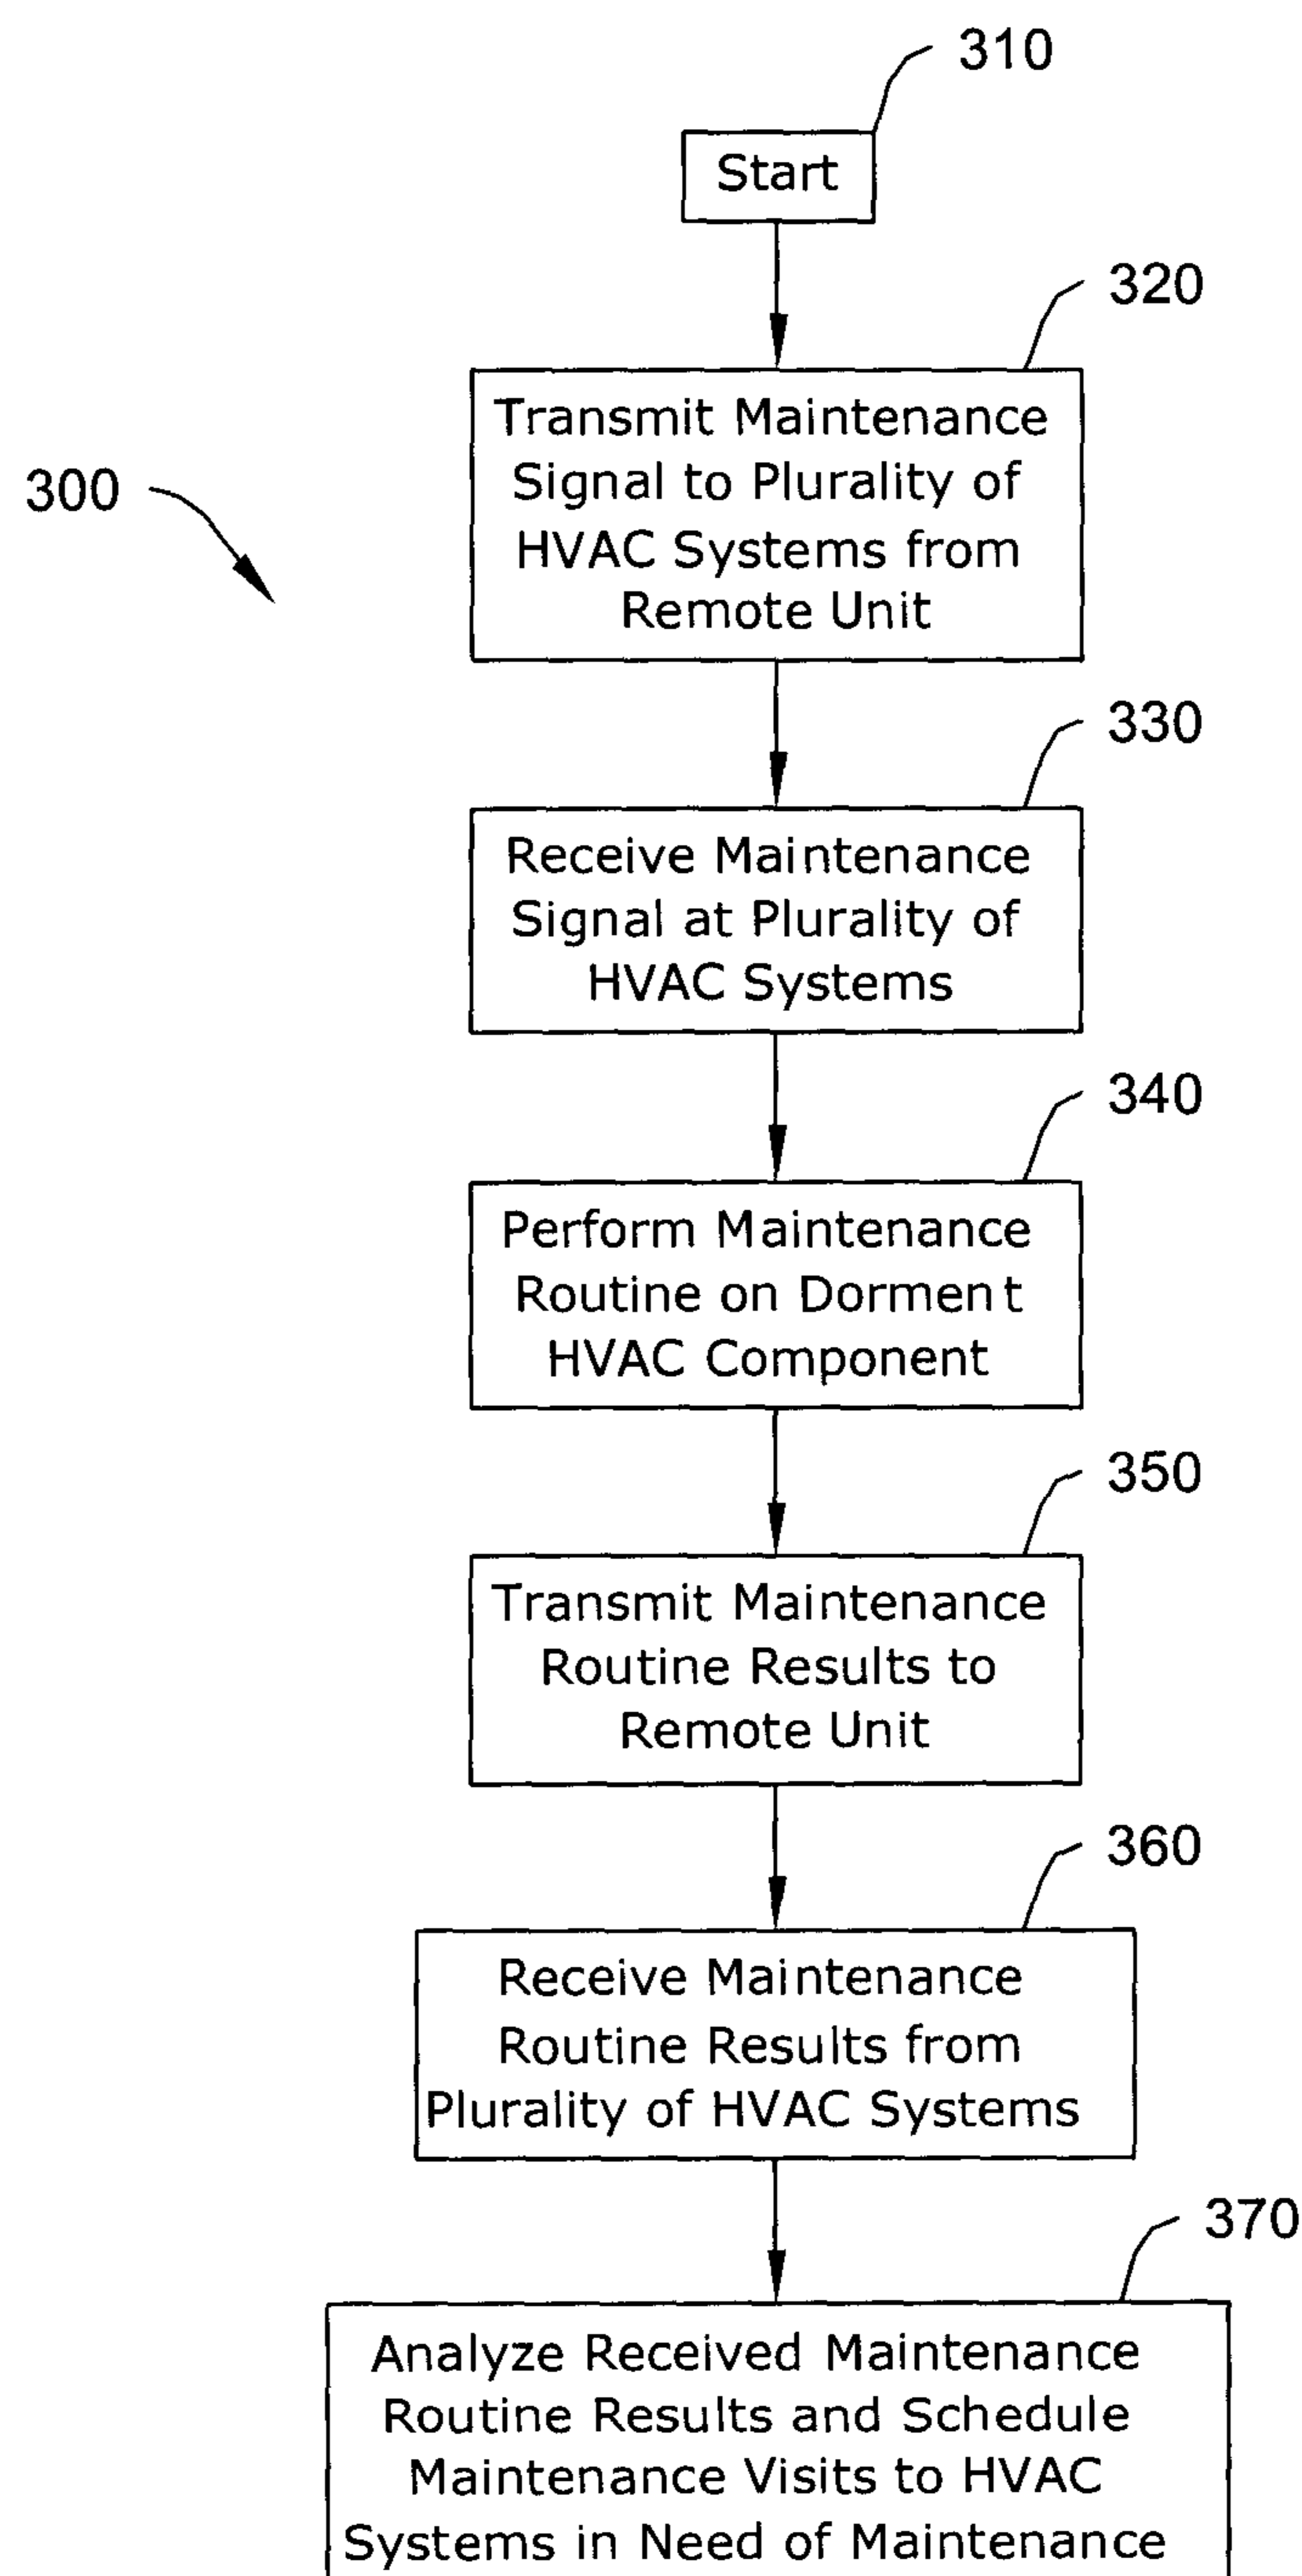 310
Start
320
Transmit Maintenance
Signal to Plurality of
HVAC Systems from
Remote Unit
300
330
Receive Maintenance
Signal at Plurality of
HVAC Systems
340
Perform Maintenance
Routine on Dorment
HVAC Component
350
Transmit Maintenance
Routine Results to
Remote Unit
360
Receive Maintenance
Routine Results from
Plurality of HVAC Systems
370
Analyze Received Maintenance
Routine Results and Schedule
Maintenance Visits to HVAC
Systems in Need of Maintenance